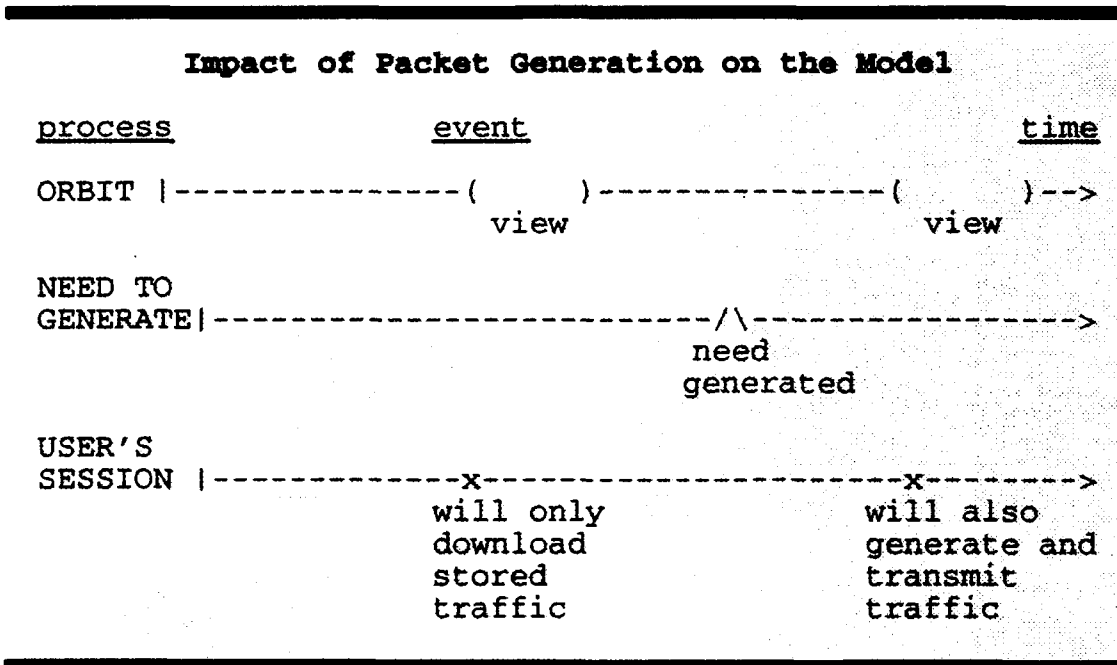 Impact of Packet Generation on the Model
process event time
ORBIT |---------------( )---------------( )-->
view view
NEED TO
GENERATE|--------------------------------/\--------------------->
need
generated
USER'S
SESSION |----------------x---------------------------x--------->
will only will also
download generate and
stored transmit
traffic traffic